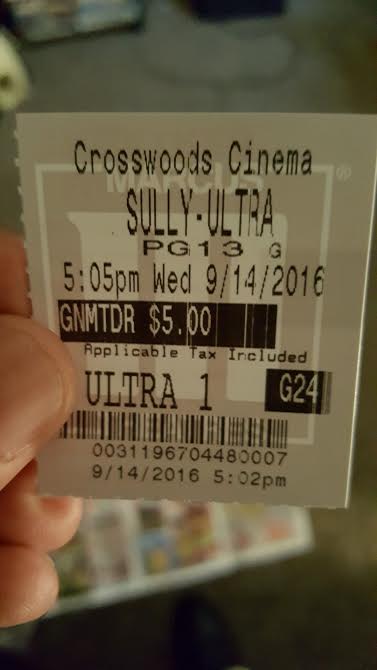 Crosswoods Cinema
MARCUS ®
SULLY-ULTRA
PG13 G
5:05pm Wed 9/14/2016
GNMTDR $5.00
Applicable Tax Included
ULTRA 1 G24
0031196704480007
9/14/2016 5:02pm